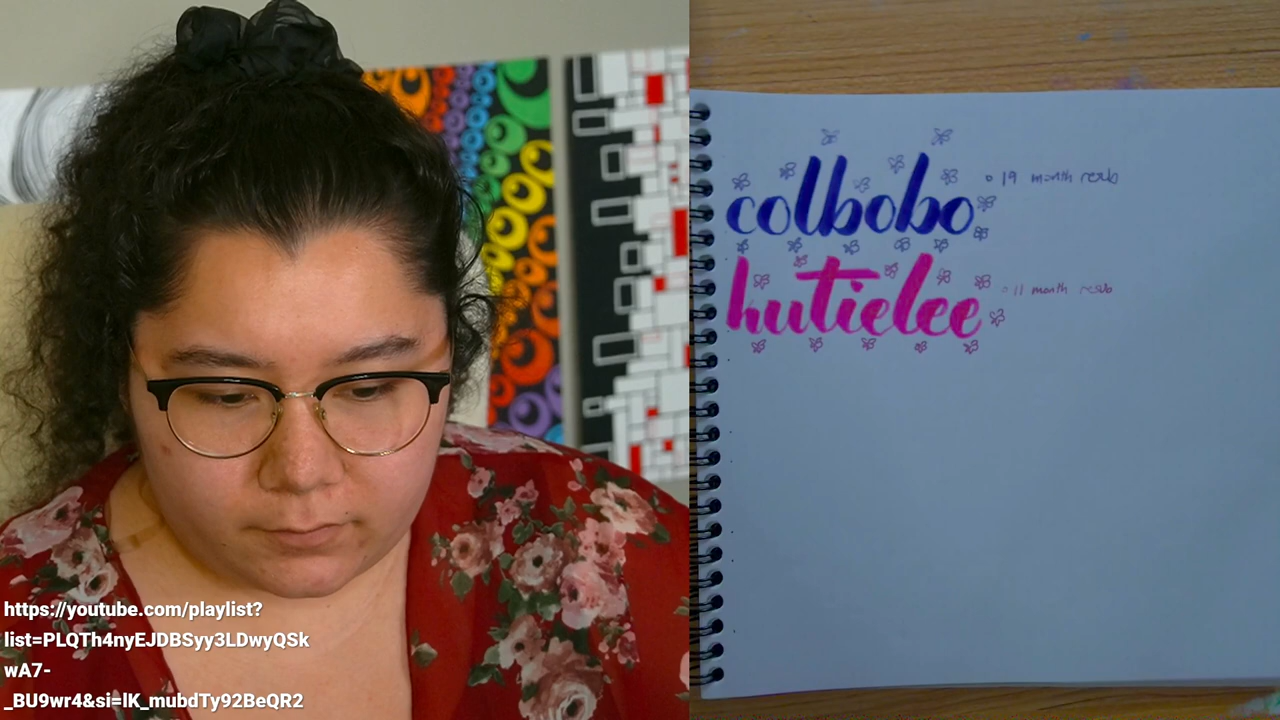 https://youtube.com/playlist?
list=PLQTh4nyEJDBSyy3LDwyQSk
wA7-
_BU9wr4&si=lK_mubdTy92BeQR2
colbobo
° 19 month resub
hutielee
° 11 month resub